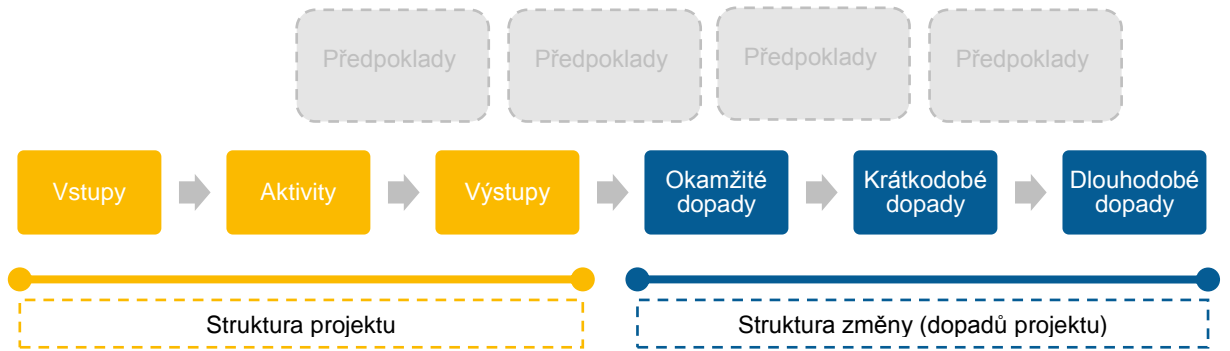 Předpoklady
Předpoklady
Předpoklady
Předpoklady
Vstupy
Aktivity
Výstupy
Okamžité
dopady
Krátkodobé
dopady
Dlouhodobé
dopady
Struktura projektu
Struktura změny (dopadů projektu)